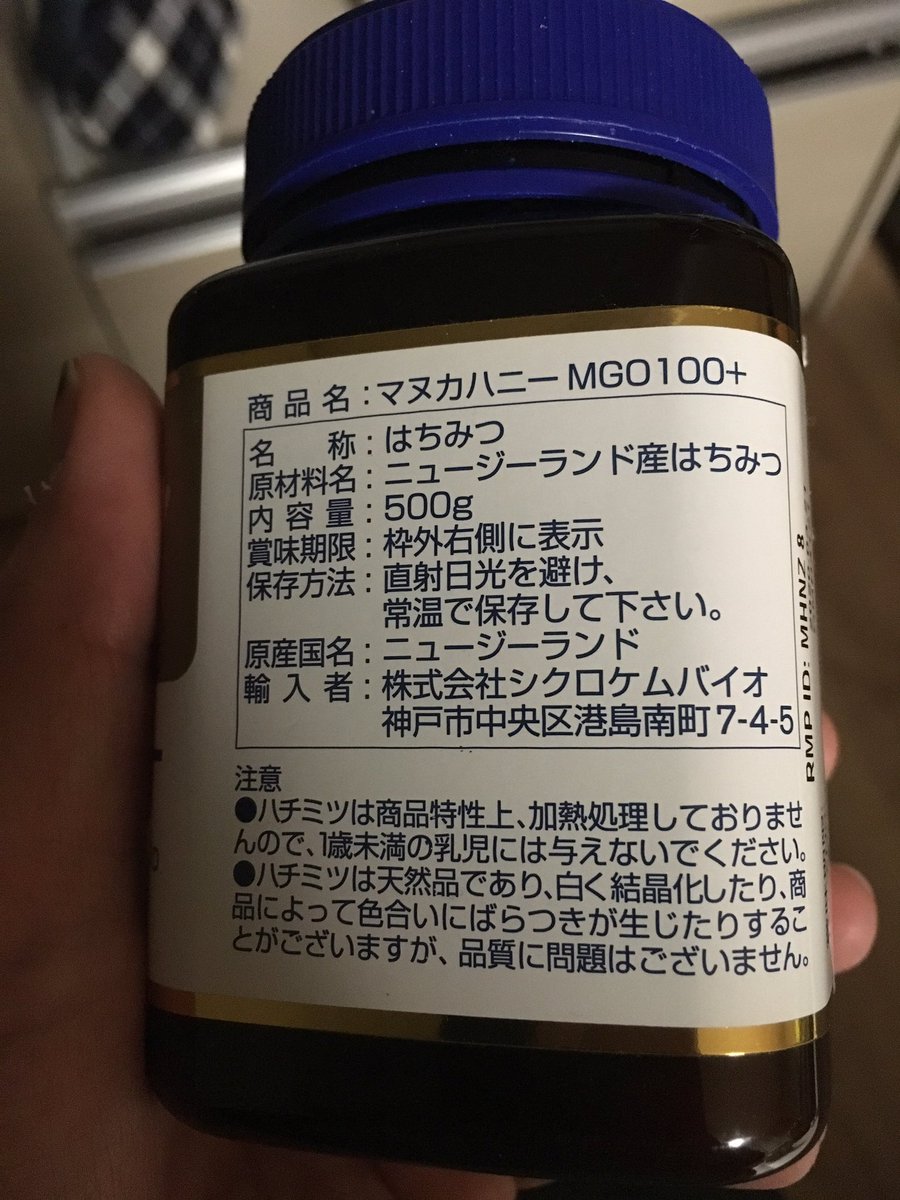 商品名：マヌカハニーMGO100+
名称：はちみつ
原材料名：ニュージーランド産はちみつ
内容量：500g
賞味期限：枠外右側に表示
保存方法：直射日光を避け、
常温で保存して下さい。
原産国名：ニュージーランド
輸入者：株式会社シクロケムバイオ
神戸市中央区港島南町7-4-5
注意
●ハチミツは商品特性上、加熱処理しておりませ
んので、1歳未満の乳児には与えないでください。
●ハチミツは天然品であり、白く結晶化したり、商
品によって色合いにばらつきが生じたりするこ
とがございますが、品質に問題はございません。
RMP ID: MHNZ 8